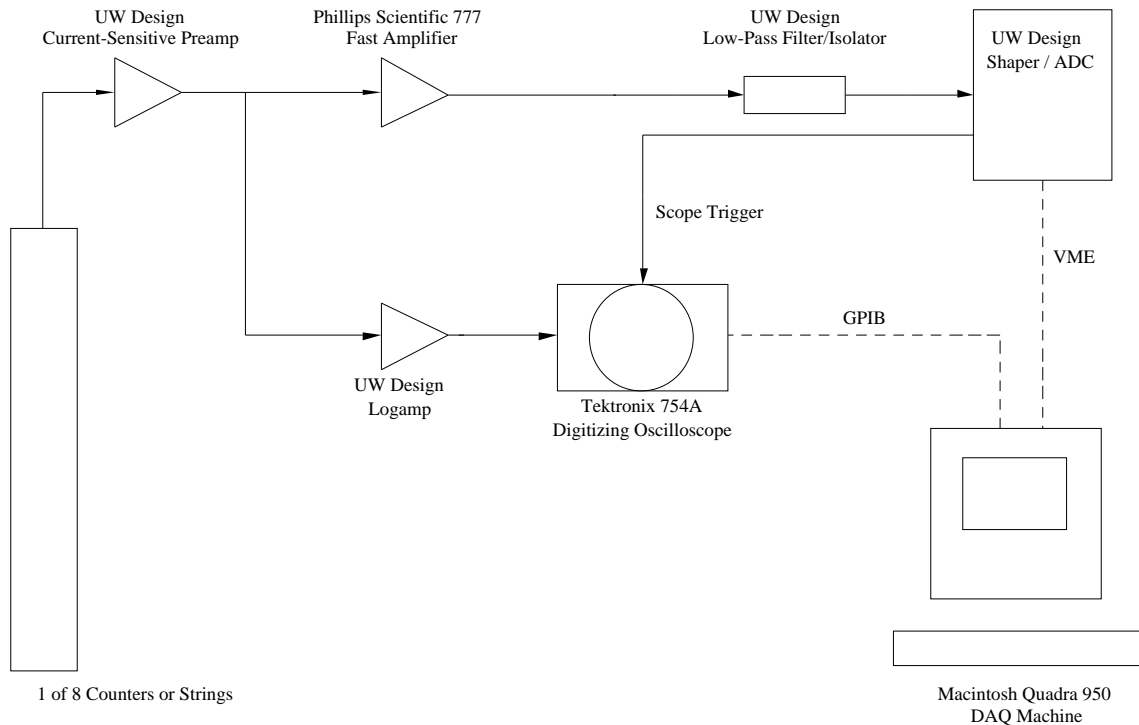 UW Design
Current-Sensitive Preamp
Phillips Scientific 777
Fast Amplifier
UW Design
Low-Pass Filter/Isolator
UW Design
Shaper / ADC
Scope Trigger
VME
GPIB
UW Design
Logamp
Tektronix 754A
Digitizing Oscilloscope
1 of 8 Counters or Strings
Macintosh Quadra 950
DAQ Machine